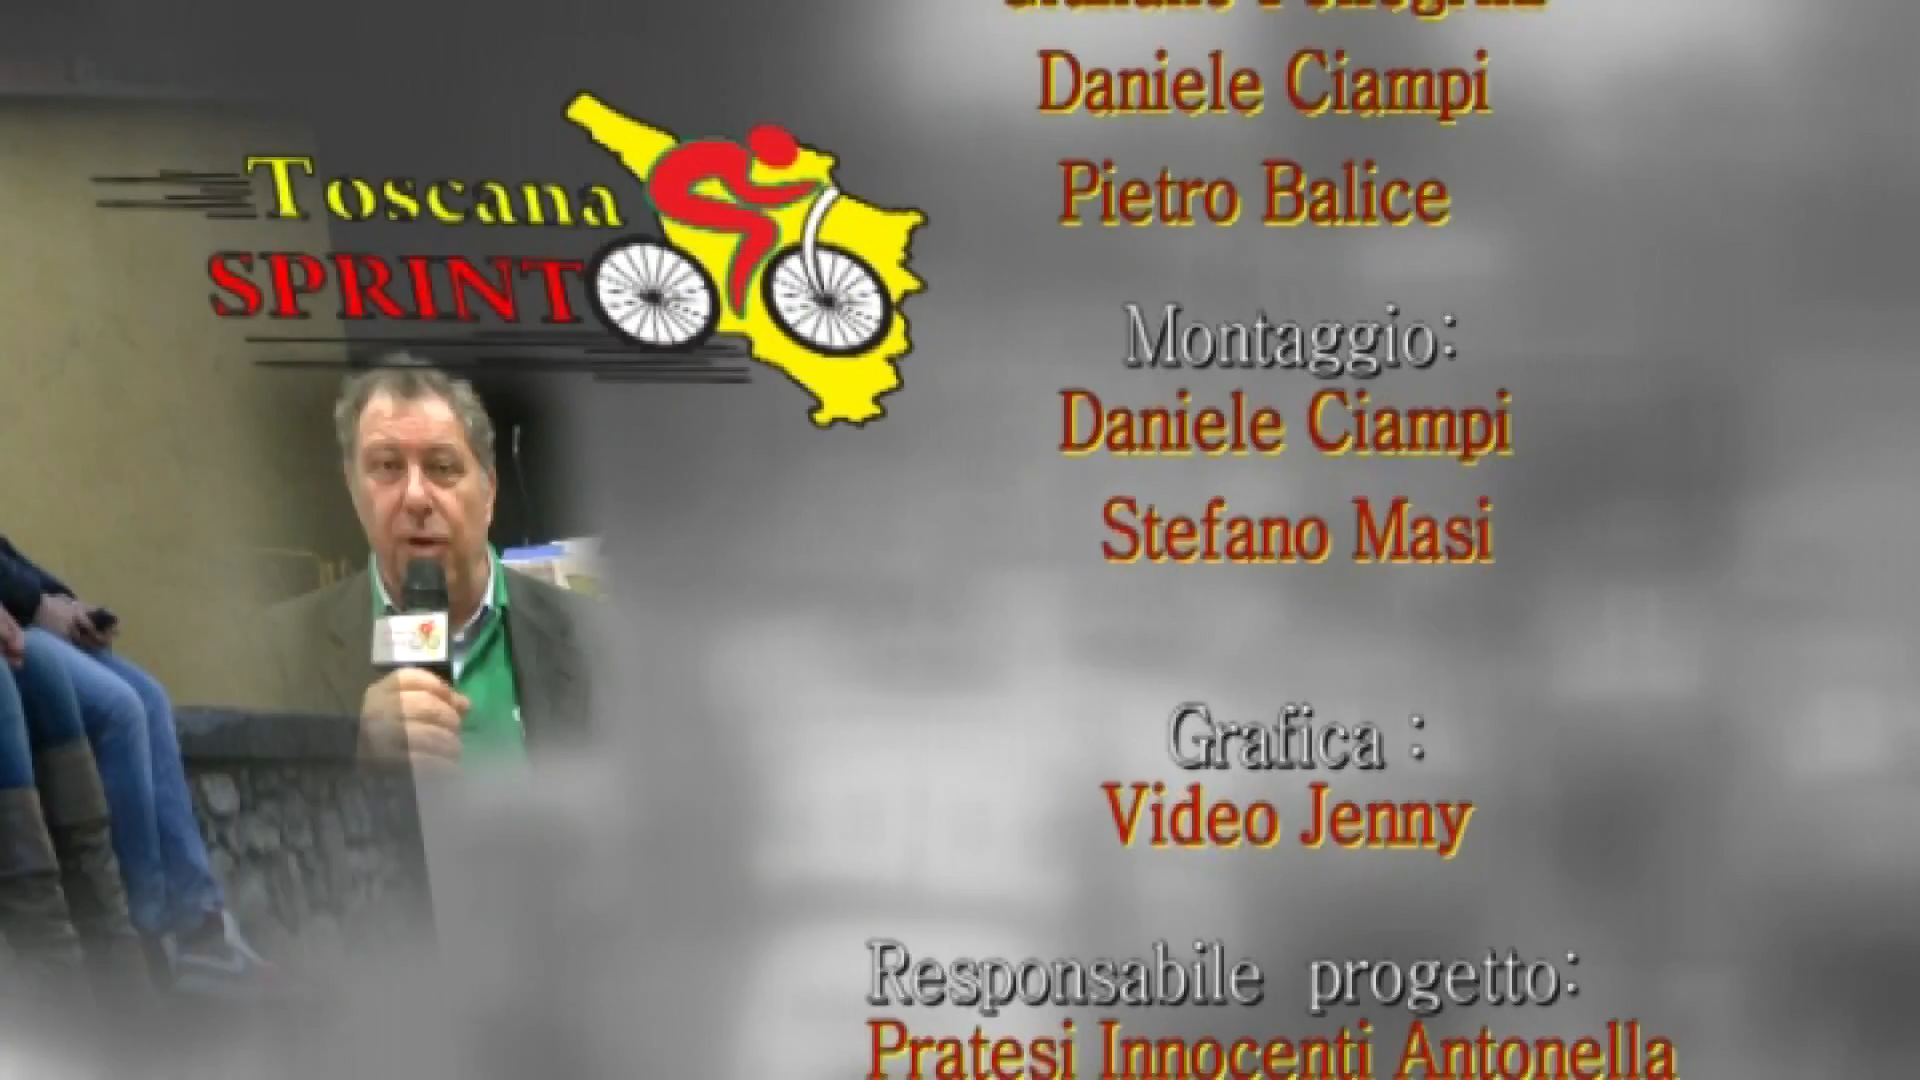 Toscana
SPRINT
Daniele Ciampi
Pietro Balice
Montaggio:
Daniele Ciampi
Stefano Masi
Grafica :
Video Jenny
Responsabile progetto:
Pratesi Innocenti Antonella